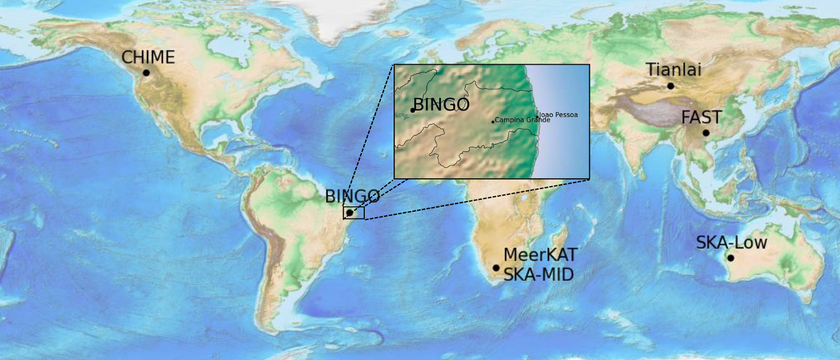 CHIME
Tianlai
BINGO
Joao Pessoa
Campina Grande
FAST
BINGO
SKA-Low
MeerKAT
SKA-MID